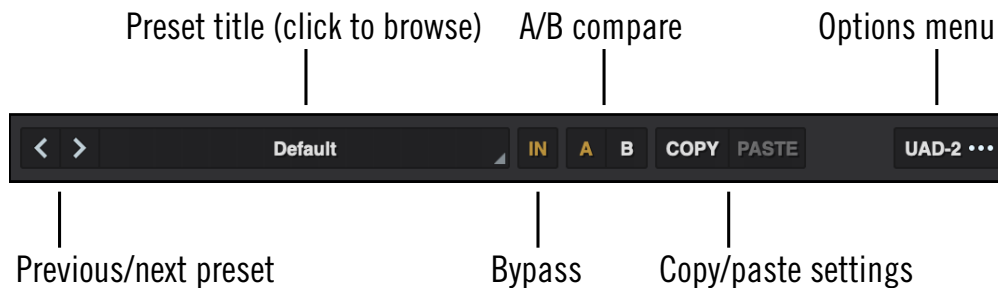 Preset title (click to browse) A/B compare Options menu
< > Default IN A B COPY PASTE UAD-2 •••
Previous/next preset Bypass Copy/paste settings